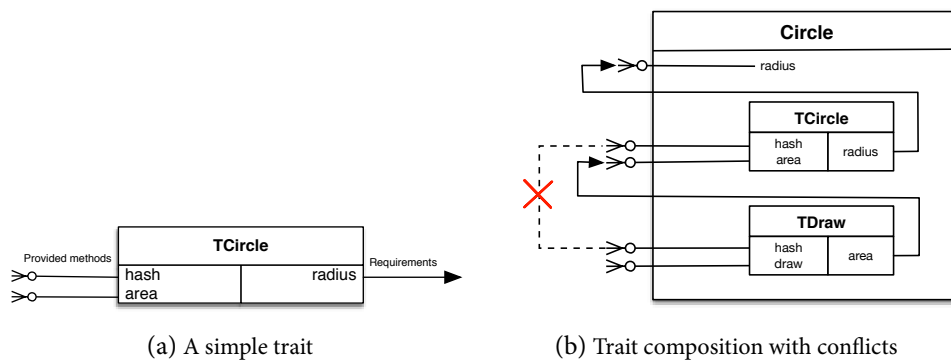 TCircle
Provided methods
hash
area
radius
Requirements
(a) A simple trait
Circle
radius
TCircle
hash
area
radius
TDraw
hash
draw
area
(b) Trait composition with conflicts